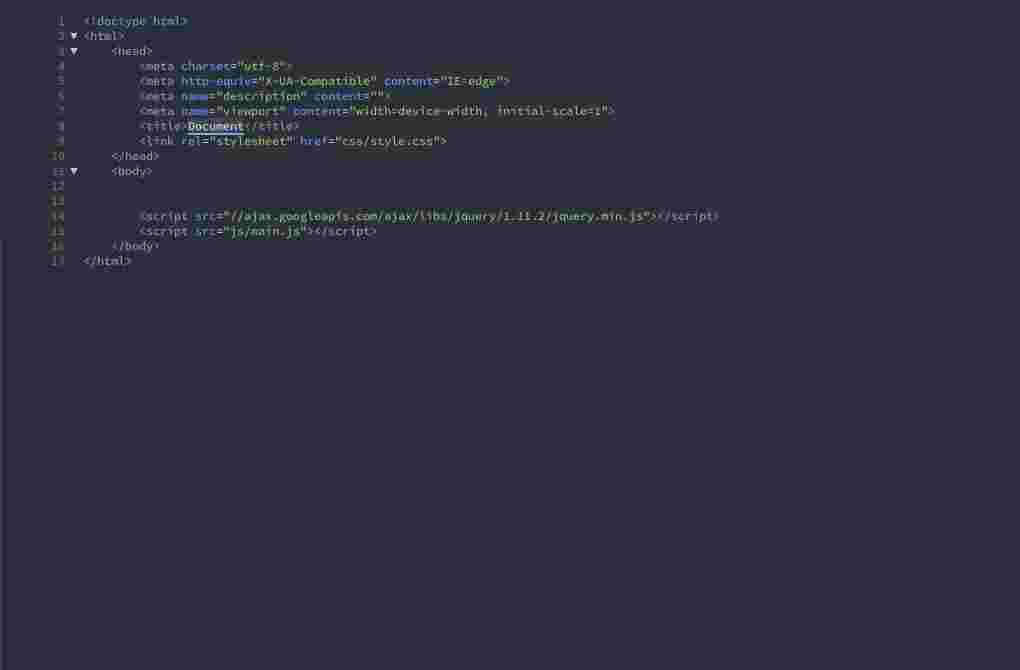 1 <!doctype html>
2 ▼ <html>
3 ▼ <head>
4 <meta charset="utf-8">
5 <meta http-equiv="X-UA-Compatible" content="IE=edge">
6 <meta name="description" content="">
7 <meta name="viewport" content="width=device-width, initial-scale=1">
8 <title>Document</title>
9 <link rel="stylesheet" href="css/style.css">
10 </head>
11 ▼ <body>
12
13
14 <script src="//ajax.googleapis.com/ajax/libs/jquery/1.11.2/jquery.min.js"></script>
15 <script src="js/main.js"></script>
16 </body>
17 </html>